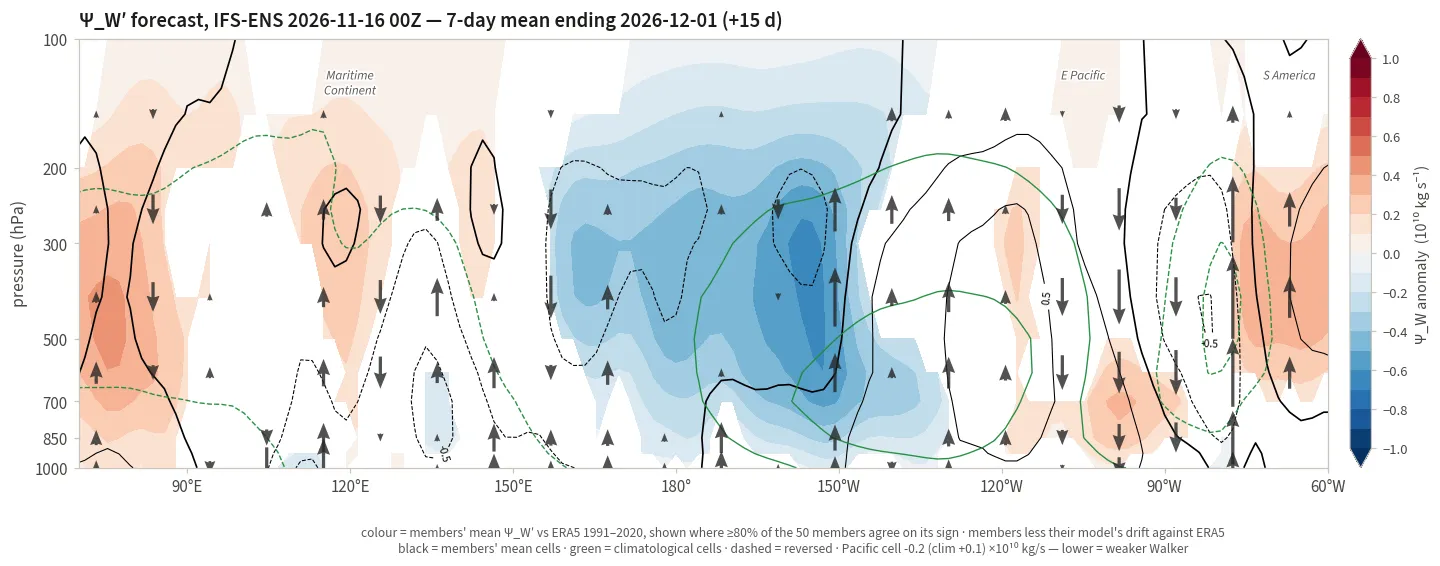 Ψ_W′ forecast, IFS-ENS 2026-11-16 00Z — 7-day mean ending 2026-12-01 (+15 d)
100
200
300
500
700
850
1000
pressure (hPa)
Maritime
Continent
E Pacific
S America
0.5
-0.5
-0.5
90°E
120°E
150°E
180°
150°W
120°W
90°W
60°W
1.0
0.8
0.6
0.4
0.2
0.0
−0.2
−0.4
−0.6
−0.8
−1.0
Ψ_W anomaly (10¹⁰ kg s⁻¹)
colour = members' mean Ψ_W′ vs ERA5 1991–2020, shown where ≥80% of the 50 members agree on its sign · members less their model's drift against ERA5
black = members' mean cells · green = climatological cells · dashed = reversed · Pacific cell -0.2 (clim +0.1) ×10¹⁰ kg/s — lower = weaker Walker